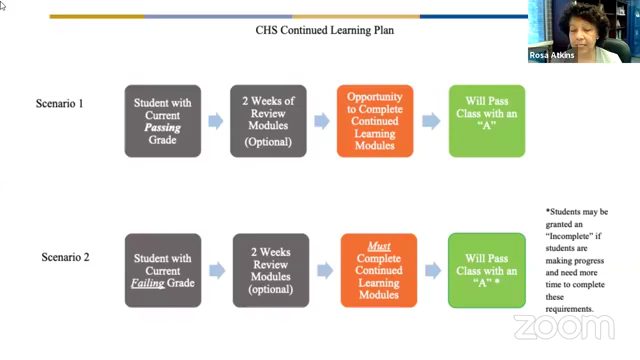 CHS Continued Learning Plan
Rosa Atkins
Scenario 1
Student with
Current
Passing
Grade
2 Weeks of
Review
Modules
(Optional)
Opportunity
to Complete
Continued
Learning
Modules
Will Pass
Class with an
“A”
Scenario 2
Student with
Current
Failing Grade
2 Weeks
Review
Modules
(optional)
Must
Complete
Continued
Learning
Modules
Will Pass
Class with an
“A” *
*Students may be
granted an
“Incomplete” if
students are
making progress
and need more
time to complete
these
requirements.
zoom